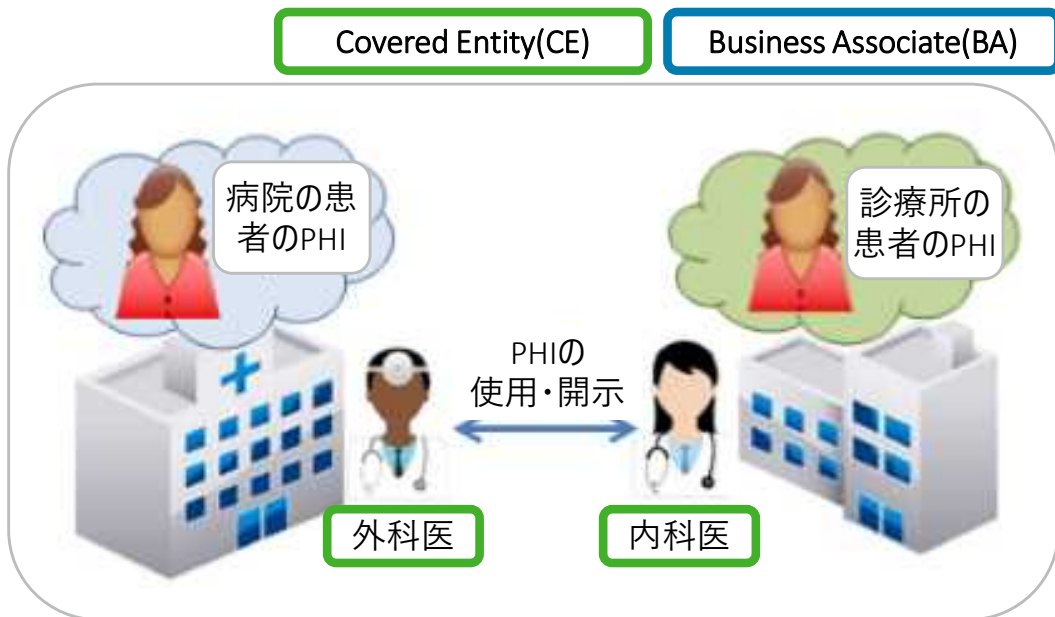 Covered Entity(CE)
Business Associate(BA)
病院の患
者のPHI
診療所の
患者のPHI
PHIの
使用・開示
外科医
内科医